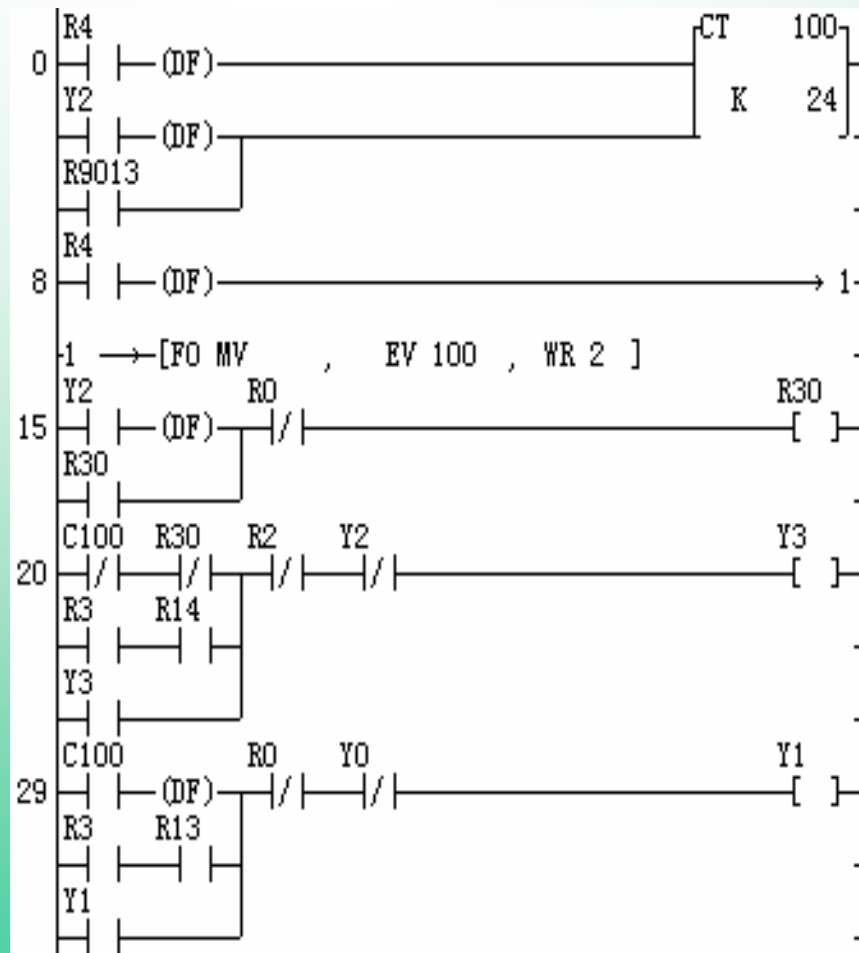 R4 CT 100
0 (DF)
Y2 K 24
(DF)
R9013
R4
8 (DF) 1
1 [F0 MV , EV 100 , WR 2 ]
Y2 R0 R30
15 (DF) [ ]
R30
C100 R30 R2 Y2 Y3
20 [ ]
R3 R14
Y3
C100 R0 Y0 Y1
29 (DF) [ ]
R3 R13
Y1